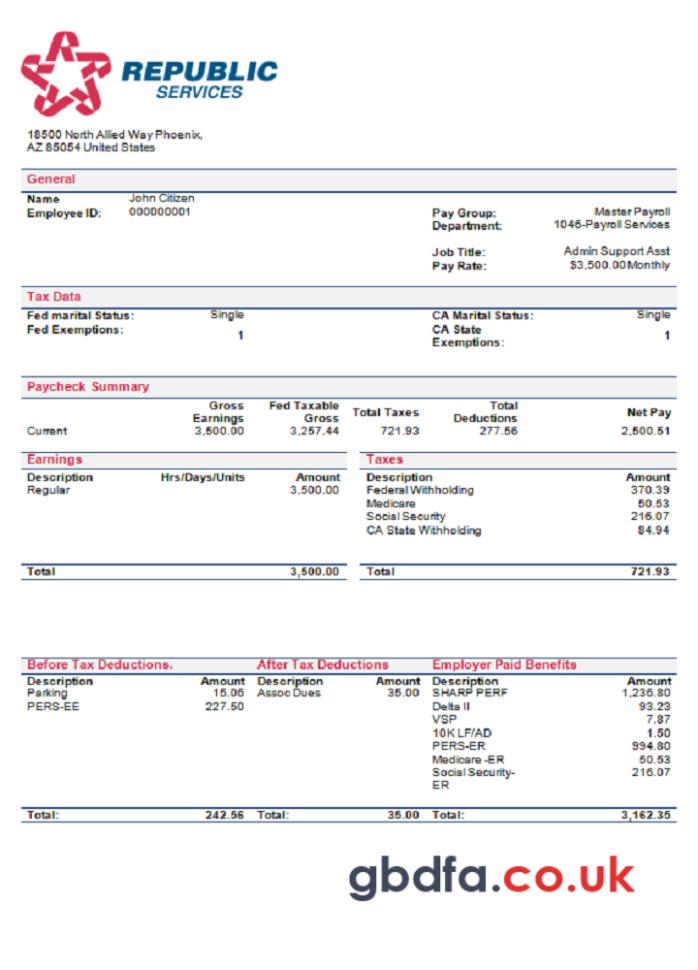 REPUBLIC
SERVICES
18500 North Allied Way Phoenix,
AZ 85054 United States
General
Name John Citizen
Employee ID: 000000001
Pay Group: Master Payroll
Department: 1046-Payroll Services
Job Title: Admin Support Asst
Pay Rate: $3,500.00Monthly
Tax Data
Fed marital Status: Single CA Marital Status: Single
Fed Exemptions: 1 CA State Exemptions: 1
Paycheck Summary
Gross Earnings Fed Taxable Gross Total Taxes Total Deductions Net Pay
Current 3,500.00 3,257.44 721.93 277.56 2,500.51
Earnings Taxes
Description Hrs/Days/Units Amount Description Amount
Regular 3,500.00 Federal Withholding 370.39
Medicare 50.53
Social Security 216.07
CA State Withholding 84.94
Total 3,500.00 Total 721.93
Before Tax Deductions. After Tax Deductions Employer Paid Benefits
Description Amount Description Amount Description Amount
Parking 15.06 Assoc Dues 35.00 SHARP PERF 1,236.80
PERS-EE 227.50 Delta II 93.23
VSP 7.87
10K LF/AD 1.50
PERS-ER 994.80
Medicare -ER 50.53
Social Security- 216.07
ER
Total: 242.56 Total: 35.00 Total: 3,162.35
gbdfa.co.uk